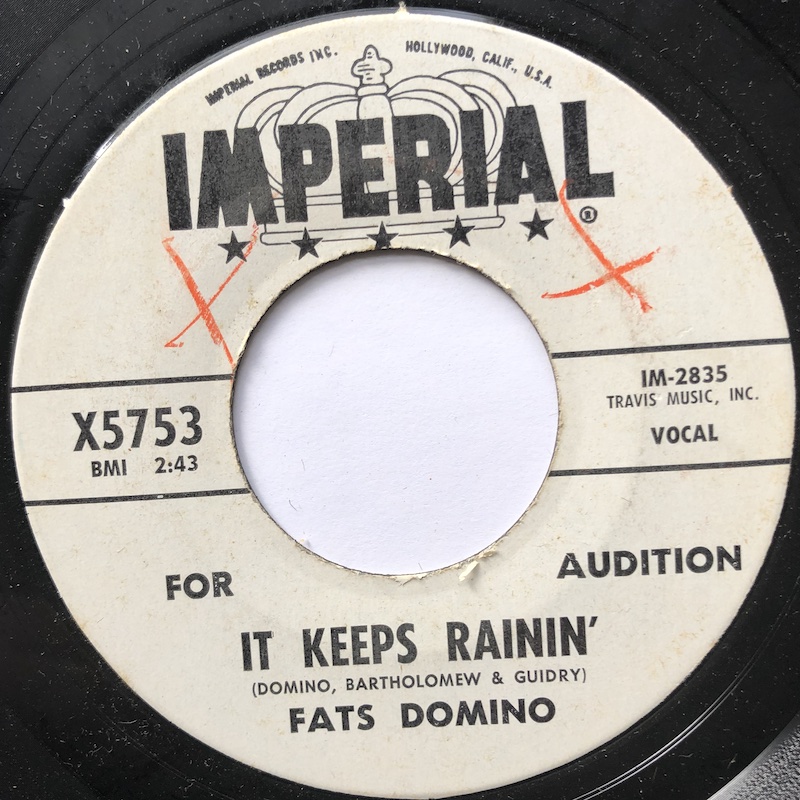 IMPERIAL RECORDS INC. HOLLYWOOD, CALIF., U.S.A.
IMPERIAL
®
X5753
BMI 2:43
IM-2835
TRAVIS MUSIC, INC.
VOCAL
FOR AUDITION
IT KEEPS RAININ'
(DOMINO, BARTHOLOMEW & GUIDRY)
FATS DOMINO